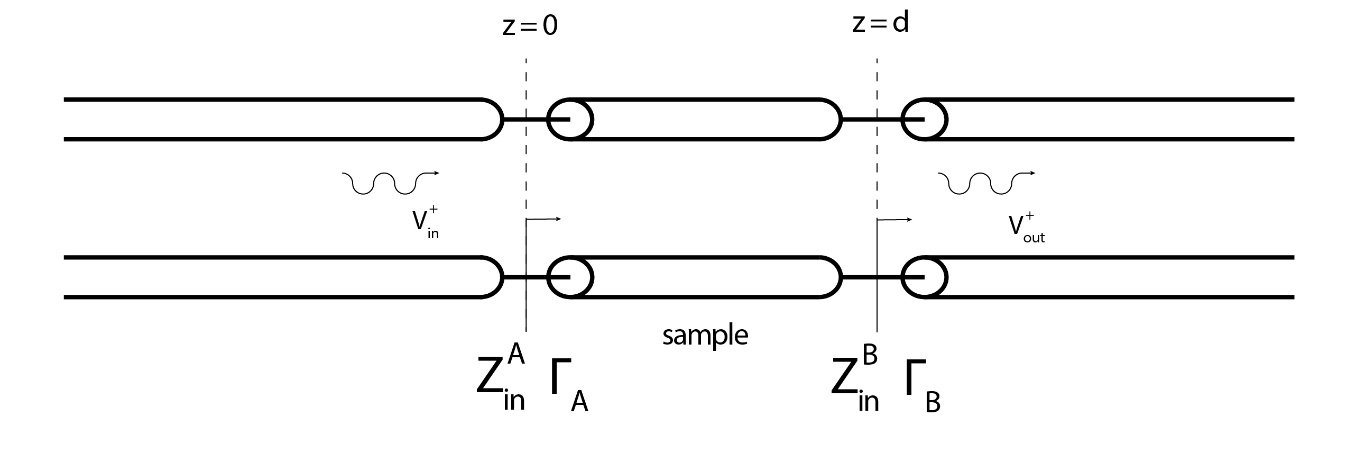 z = 0
z = d
V⁺in
V⁺out
sample
Zᴬin ΓA
Zᴮin ΓB